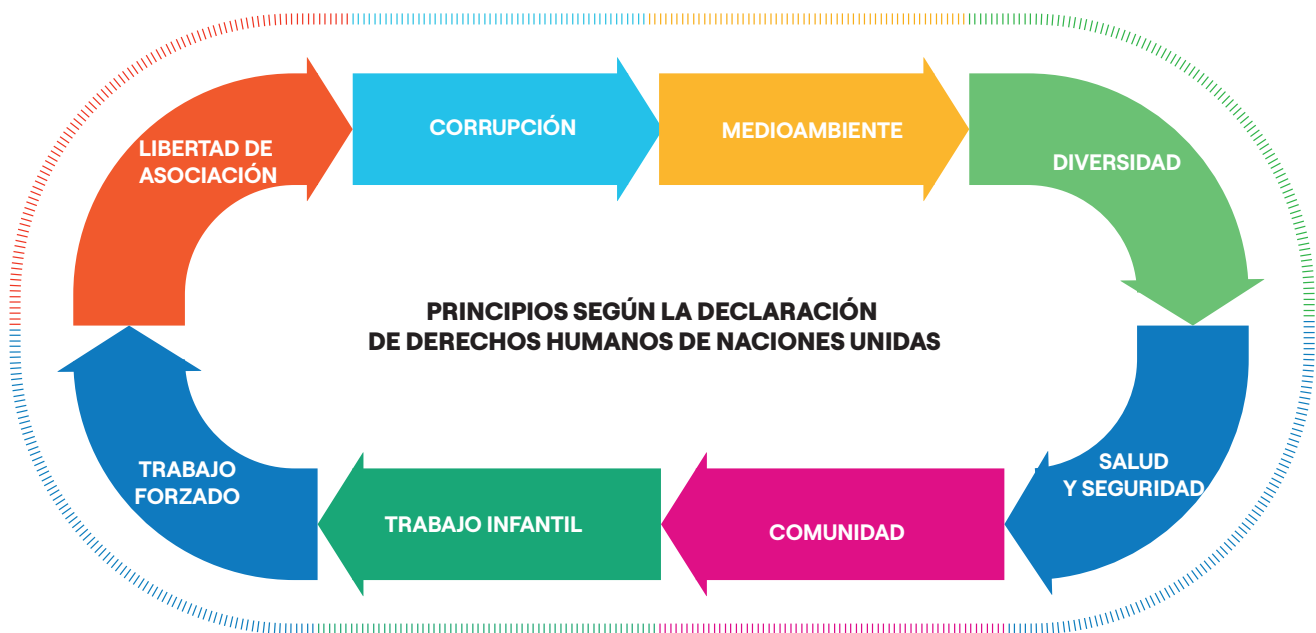 LIBERTAD DE
ASOCIACIÓN
CORRUPCIÓN
MEDIOAMBIENTE
DIVERSIDAD
PRINCIPIOS SEGÚN LA DECLARACIÓN
DE DERECHOS HUMANOS DE NACIONES UNIDAS
SALUD
Y SEGURIDAD
COMUNIDAD
TRABAJO INFANTIL
TRABAJO
FORZADO